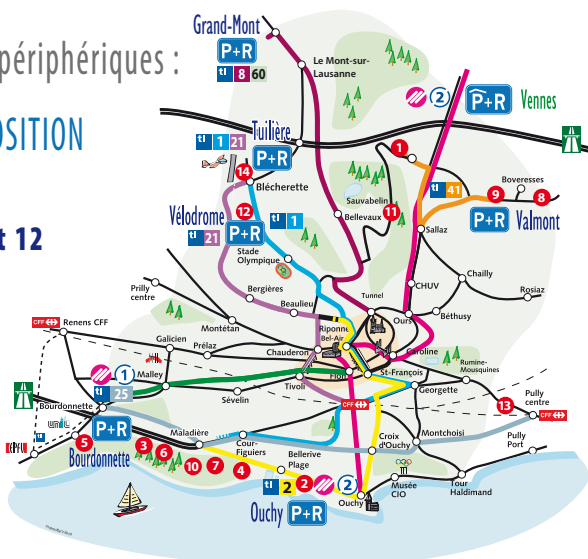 périphériques :
OSITION
t 12
Grand-Mont
P+R
tl 8 60
Le Mont-sur-
Lausanne
2
P+R
Vennes
tl 1 21
Tuilière
P+R
14
Blécherette
1
tl 41
Boveresses
9
8
Sauvabelin
11
P+R
Valmont
Vélodrome
tl 21
12
P+R
tl 1
Bellevaux
Sallaz
Stade
Olympique
Prilly
centre
Bergières
Beaulieu
Tunnel
CHUV
Chailly
Rosiaz
CFF
Renens CFF
Montétan
Riponne
Bel-Air
Ours
Béthusy
Galicien
Prélaz
Chauderon
Caroline
Rumine-
Mousquines
1
Malley
Flon
St-François
tl 25
Tivoli
Georgette
Bourdonnette
Sévelin
CFF
13
Pully
centre
CFF
P+R
Maladière
EPFL
unil
tl
5
Bourdonnette
3
6
Cour-
Figuiers
Croix
d'Ouchy
Montchoisi
Pully
Port
10
7
4
Bellerive
Plage
tl 2
2
2
Ouchy
P+R
Ouchy
Musée
CIO
Tour
Haldimand